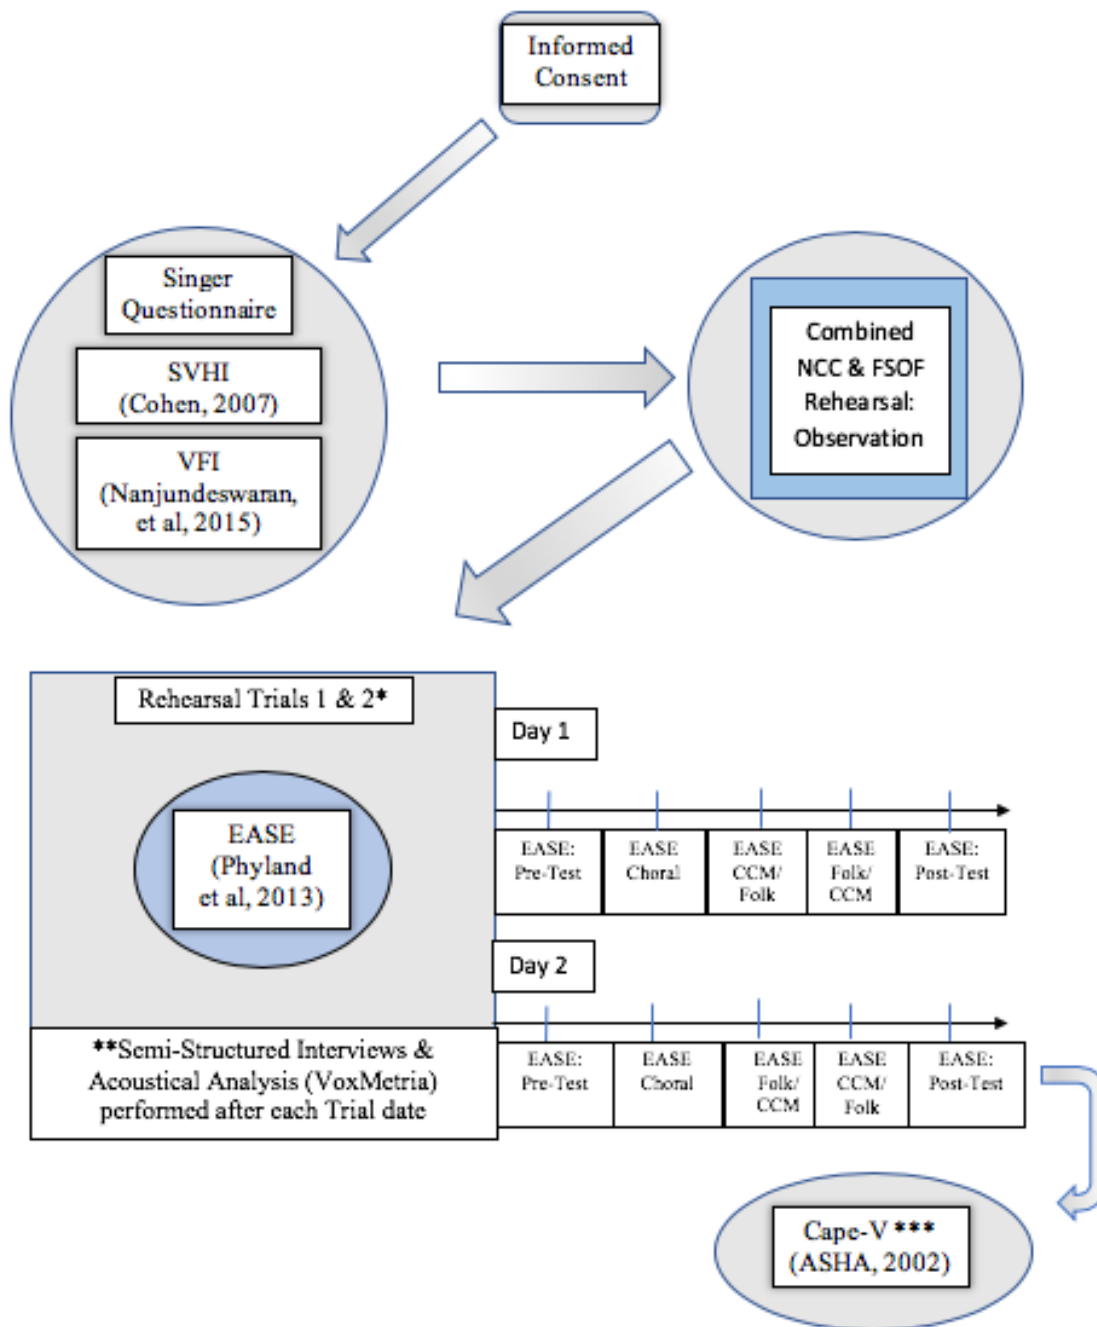 Informed
Consent
Singer
Questionnaire
SVHI
(Cohen, 2007)
VFI
(Nanjundeswaran,
et al, 2015)
Combined
NCC & FSOF
Rehearsal:
Observation
Rehearsal Trials 1 & 2*
EASE
(Phyland
et al, 2013)
**Semi-Structured Interviews &
Acoustical Analysis (VoxMetria)
performed after each Trial date
Day 1
EASE:
Pre-Test
EASE
Choral
EASE
CCM/
Folk
EASE
Folk/
CCM
EASE:
Post-Test
Day 2
EASE:
Pre-Test
EASE
Choral
EASE
Folk/
CCM
EASE
CCM/
Folk
EASE:
Post-Test
Cape-V ***
(ASHA, 2002)